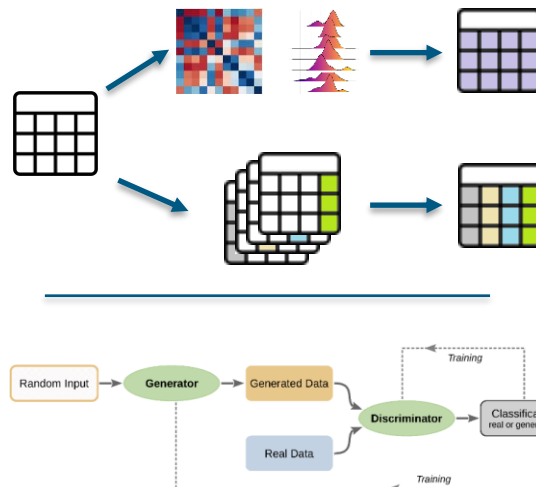 Training
Random Input
Generator
Generated Data
Discriminator
Real Data
Training